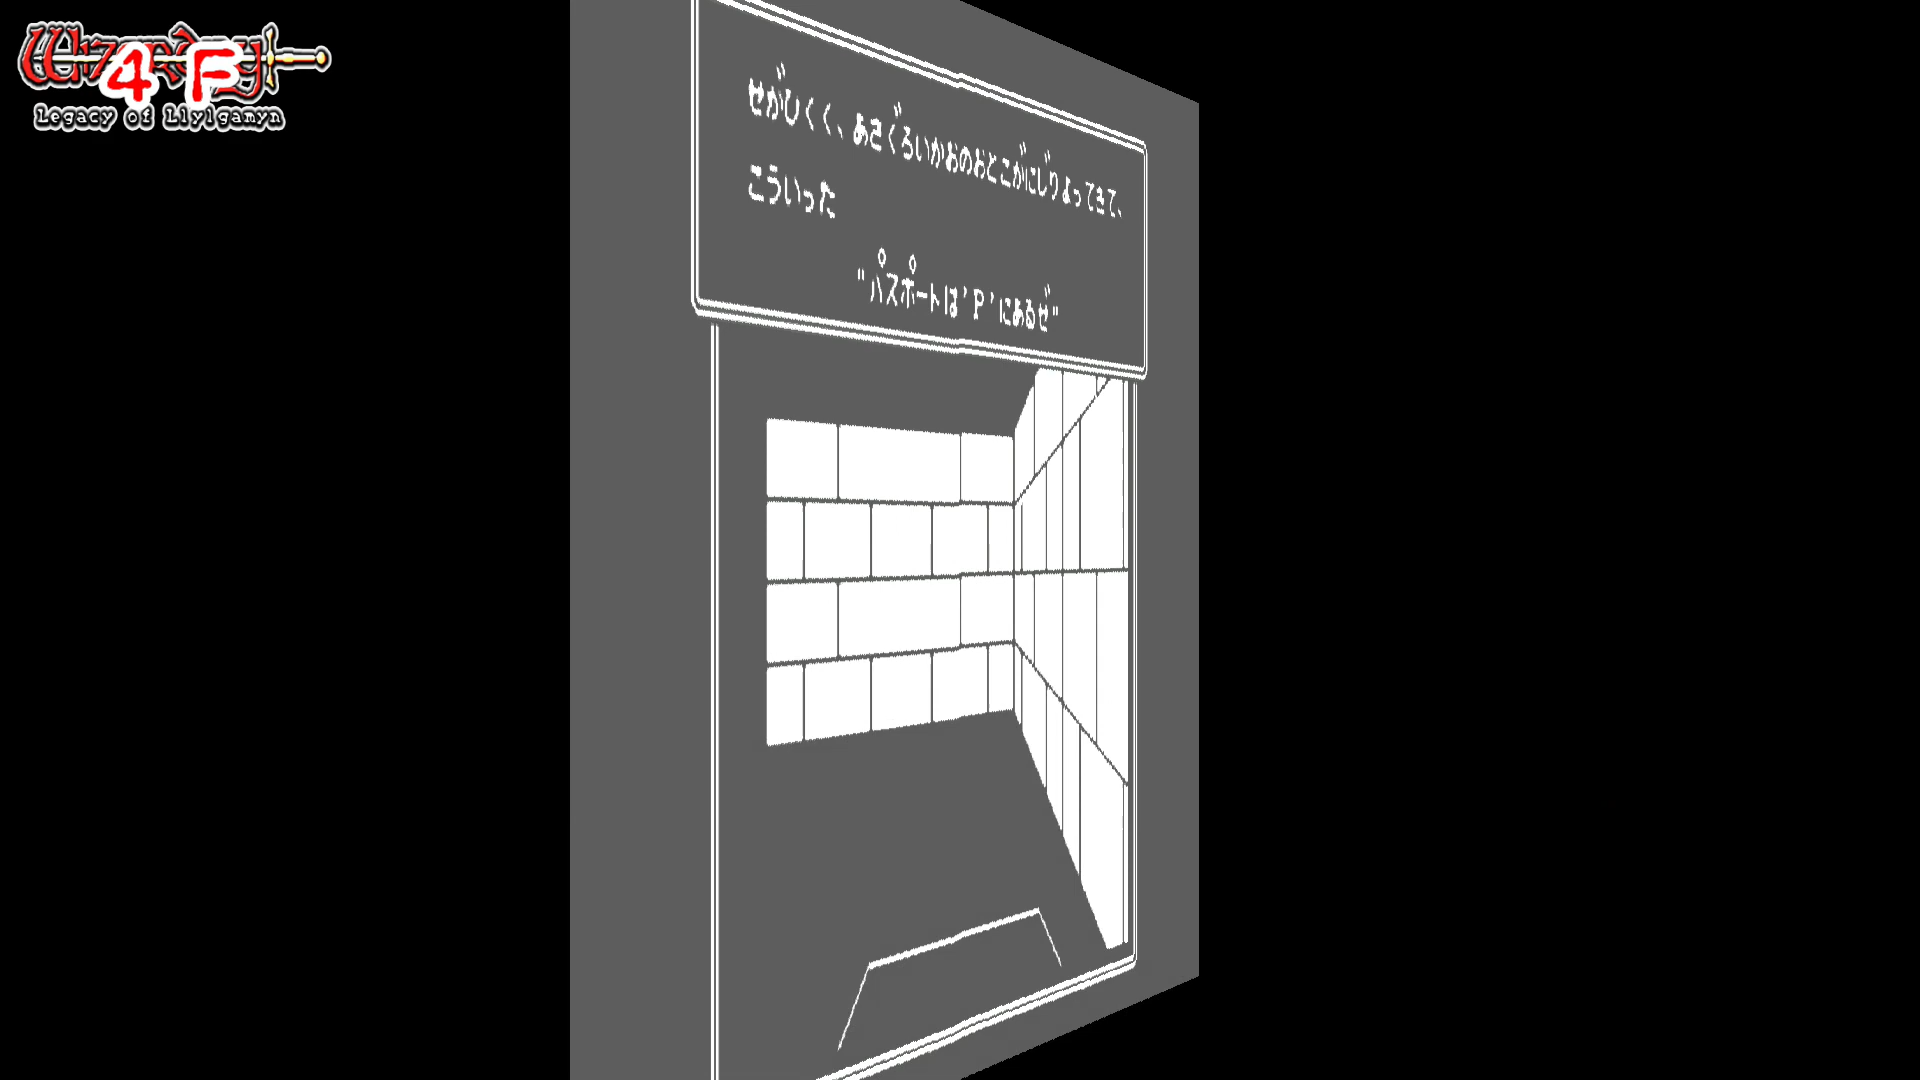 Wizardry
4 F
Legacy of Llylgamyn
せがひくく、あさぐろいかおのおとこがにじりよってきて、
こういった
"パスポートは'P'にあるぜ"